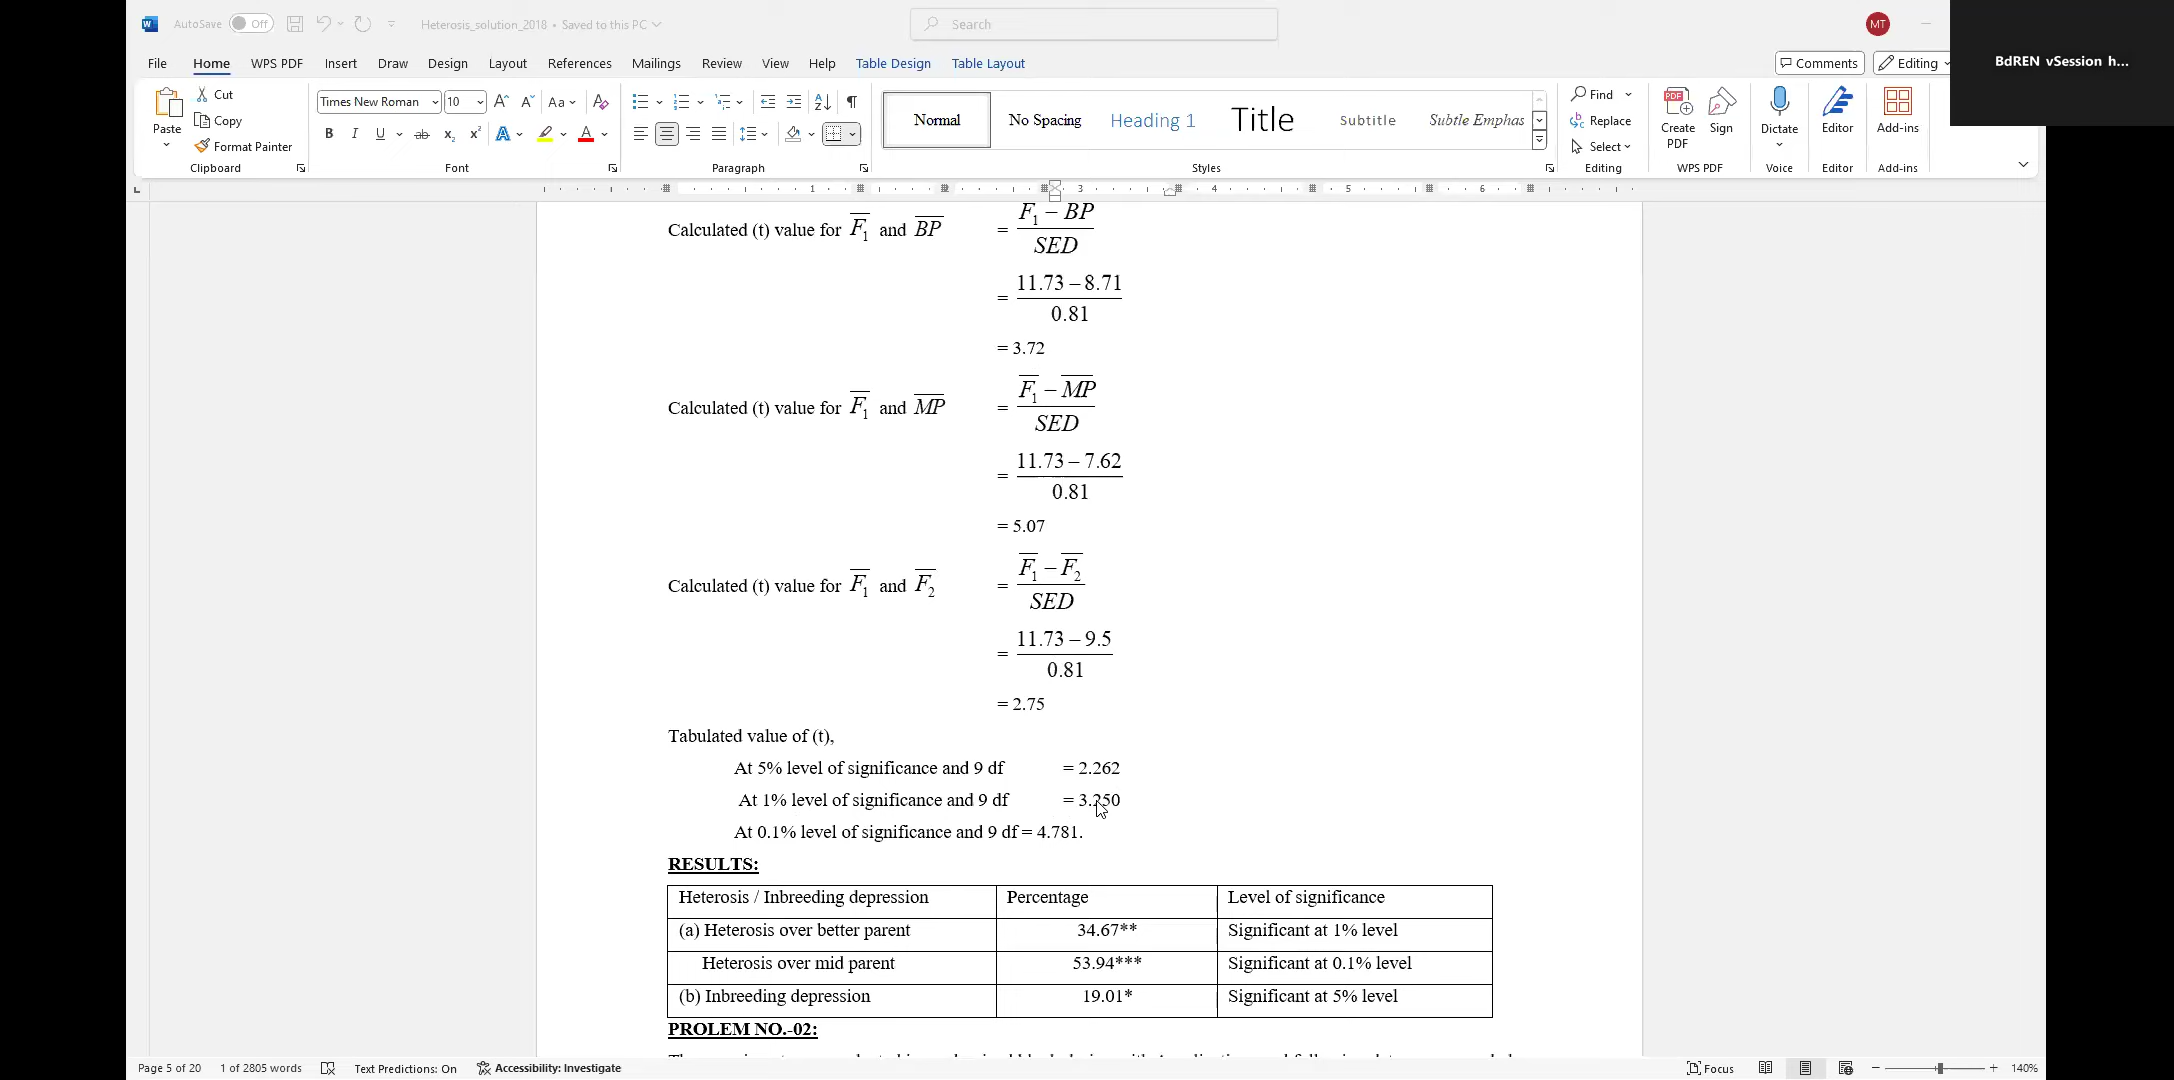 AutoSave Off Heterosis_solution_2018 • Saved to this PC Search MT
BdREN vSession h...
File Home WPS PDF Insert Draw Design Layout References Mailings Review View Help Table Design Table Layout Comments Editing
Paste Cut Copy Format Painter Clipboard
Times New Roman 10 Font
Paragraph
Normal No Spacing Heading 1 Title Subtitle Subtle Emphas Styles
Find Replace Select Editing
Create PDF Sign WPS PDF
Dictate Voice
Editor Editor
Add-ins Add-ins
1 3 4 5 6
Calculated (t) value for F1 and BP = F1 − BP / SED
= 11.73 – 8.71 / 0.81
= 3.72
Calculated (t) value for F1 and MP = F1 − MP / SED
= 11.73 – 7.62 / 0.81
= 5.07
Calculated (t) value for F1 and F2 = F1 − F2 / SED
= 11.73 – 9.5 / 0.81
= 2.75
Tabulated value of (t),
At 5% level of significance and 9 df = 2.262
At 1% level of significance and 9 df = 3.250
At 0.1% level of significance and 9 df = 4.781.
RESULTS:
Heterosis / Inbreeding depression Percentage Level of significance
(a) Heterosis over better parent 34.67** Significant at 1% level
Heterosis over mid parent 53.94*** Significant at 0.1% level
(b) Inbreeding depression 19.01* Significant at 5% level
PROLEM NO.-02:
Page 5 of 20 1 of 2805 words Text Predictions: On Accessibility: Investigate Focus 140%